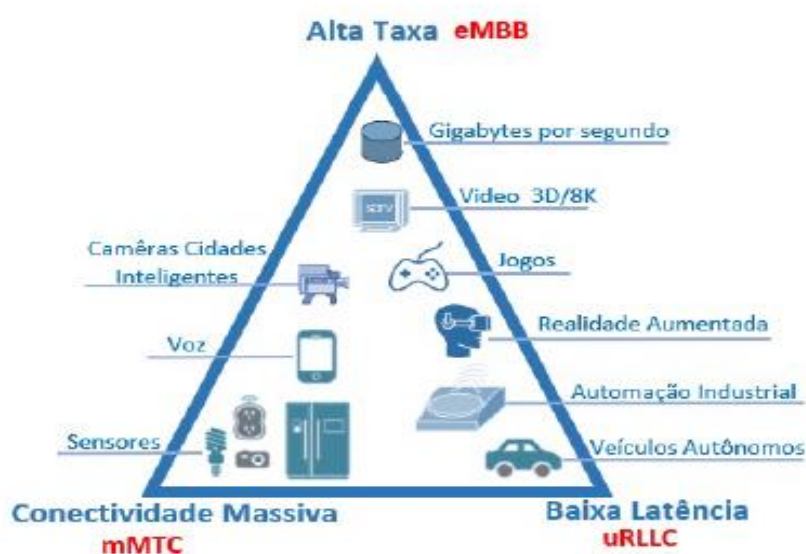 Alta Taxa eMBB
Gigabytes por segundo
Video 3D/8K
Camêras Cidades
Inteligentes
Jogos
Realidade Aumentada
Voz
Automação Industrial
Sensores
Veículos Autônomos
Conectividade Massiva
mMTC
Baixa Latência
uRLLC